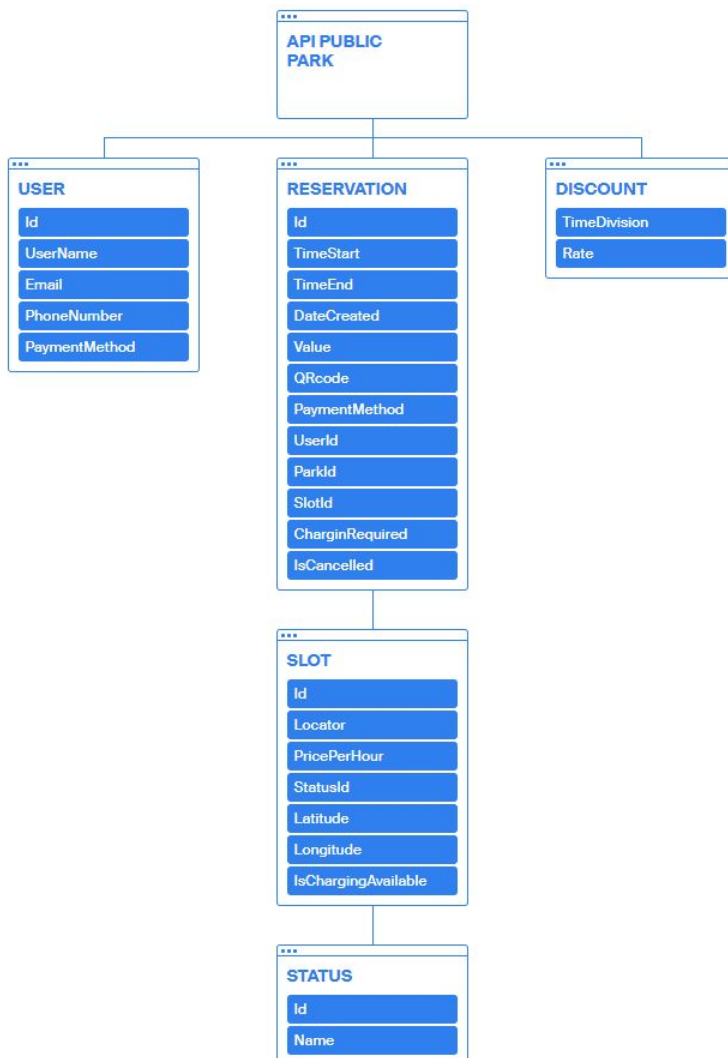 API PUBLIC
PARK
USER
Id
UserName
Email
PhoneNumber
PaymentMethod
RESERVATION
Id
TimeStart
TimeEnd
DateCreated
Value
QRcode
PaymentMethod
UserId
ParkId
SlotId
CharginRequired
IsCancelled
DISCOUNT
TimeDivision
Rate
SLOT
Id
Locator
PricePerHour
StatusId
Latitude
Longitude
IsChargingAvailable
STATUS
Id
Name